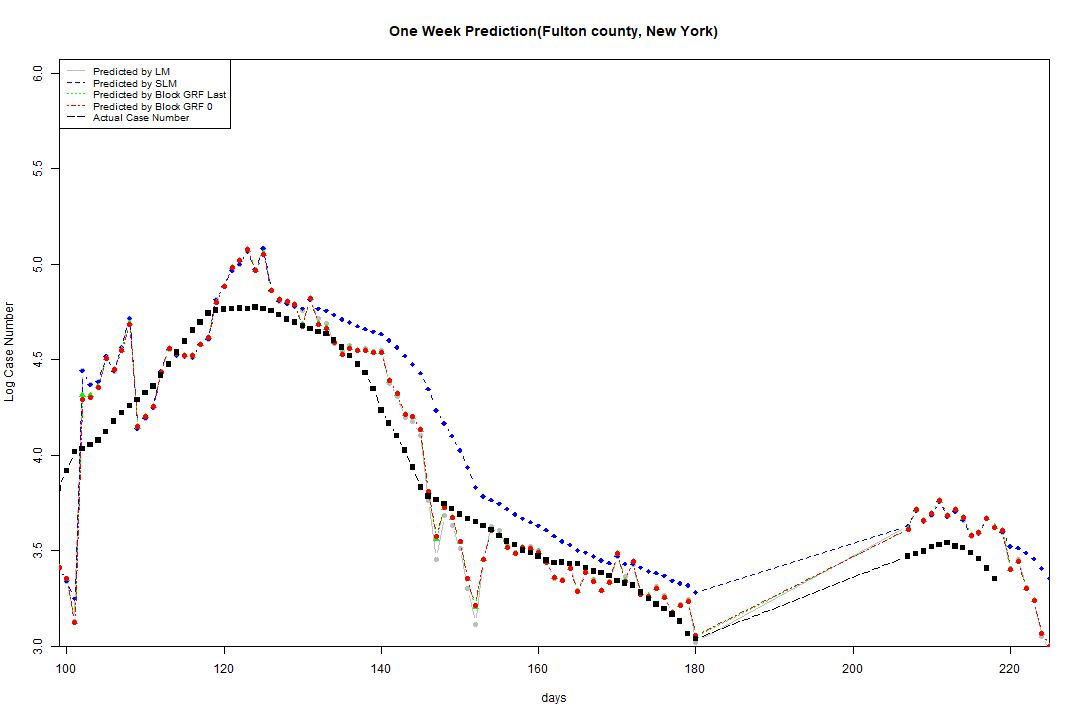 One Week Prediction(Fulton county, New York)
Predicted by LM
Predicted by SLM
Predicted by Block GRF Last
Predicted by Block GRF 0
Actual Case Number
6.0
5.5
5.0
4.5
4.0
3.5
3.0
Log Case Number
100 120 140 160 180 200 220
days